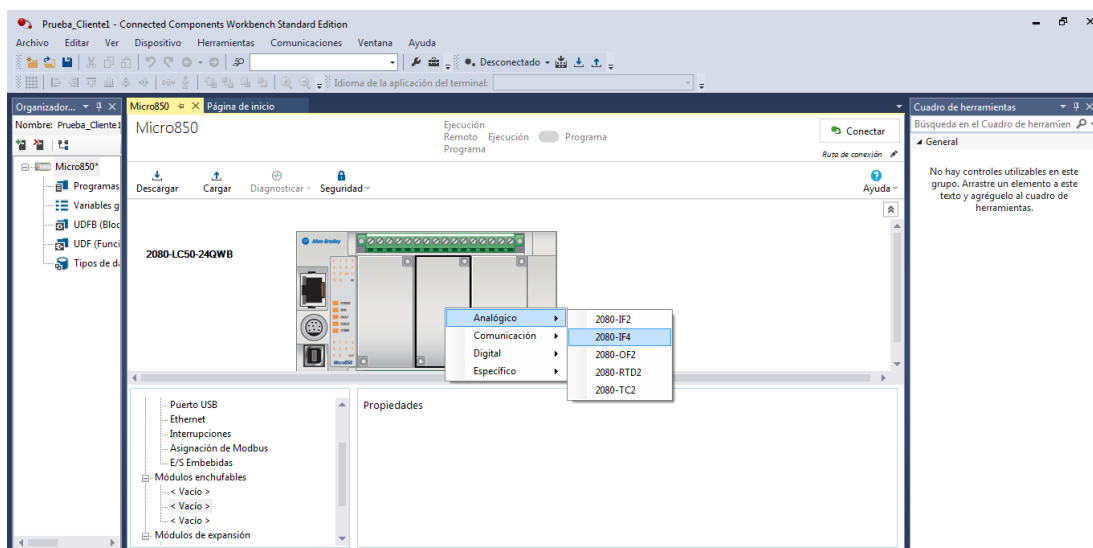 Prueba_Cliente1 - Connected Components Workbench Standard Edition
Archivo Editar Ver Dispositivo Herramientas Comunicaciones Ventana Ayuda
Desconectado
Idioma de la aplicación del terminal:
Organizador...
Nombre: Prueba_Cliente1
Micro850*
Programas
Variables g
UDFB (Bloc
UDF (Funci
Tipos de da
Micro850 Página de inicio
Micro850
Ejecución
Remoto Ejecución Programa
Programa
Conectar
Ruta de conexión
Descargar Cargar Diagnosticar Seguridad Ayuda
2080-LC50-24QWB
Allen-Bradley
Micro850
Analógico
Comunicación
Digital
Específico
2080-IF2
2080-IF4
2080-OF2
2080-RTD2
2080-TC2
Puerto USB
Ethernet
Interrupciones
Asignación de Modbus
E/S Embebidas
Módulos enchufables
< Vacío >
< Vacío >
< Vacío >
Módulos de expansión
Propiedades
Cuadro de herramientas
Búsqueda en el Cuadro de herramien
General
No hay controles utilizables en este
grupo. Arrastre un elemento a este
texto y agréguelo al cuadro de
herramientas.